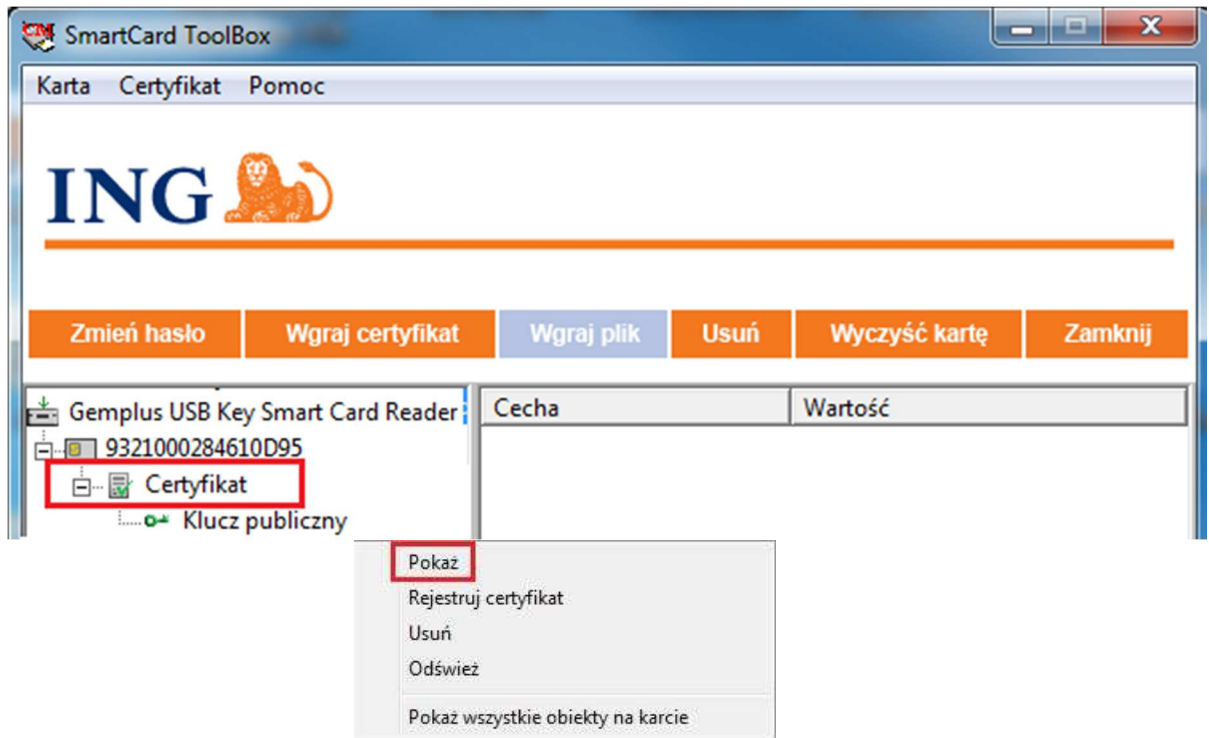 SmartCard ToolBox
Karta Certyfikat Pomoc
ING
Zmień hasło Wgraj certyfikat Wgraj plik Usuń Wyczyść kartę Zamknij
Gemplus USB Key Smart Card Reader Cecha Wartość
9321000284610D95
Certyfikat
Klucz publiczny
Pokaż
Rejestruj certyfikat
Usuń
Odśwież
Pokaż wszystkie obiekty na karcie